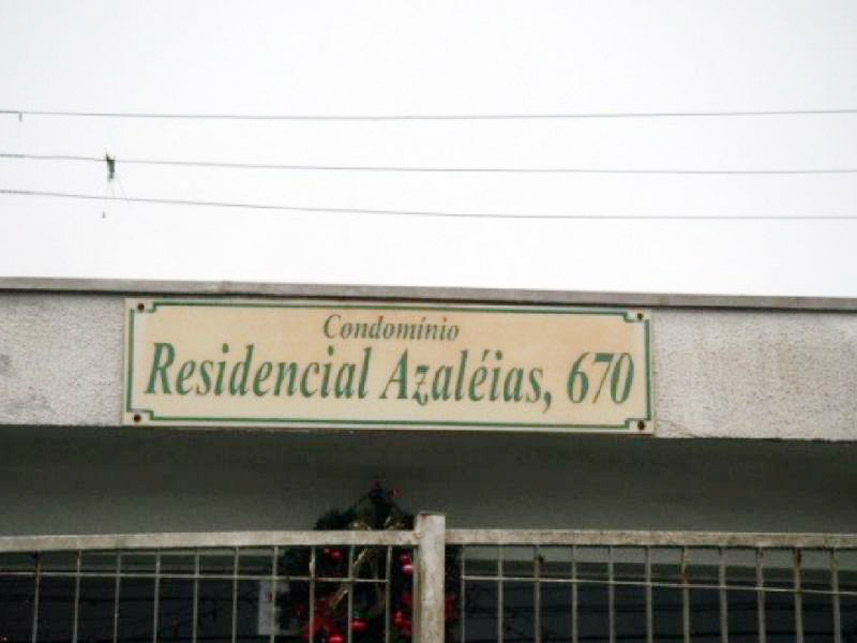 Condomínio
Residencial Azaléias, 670